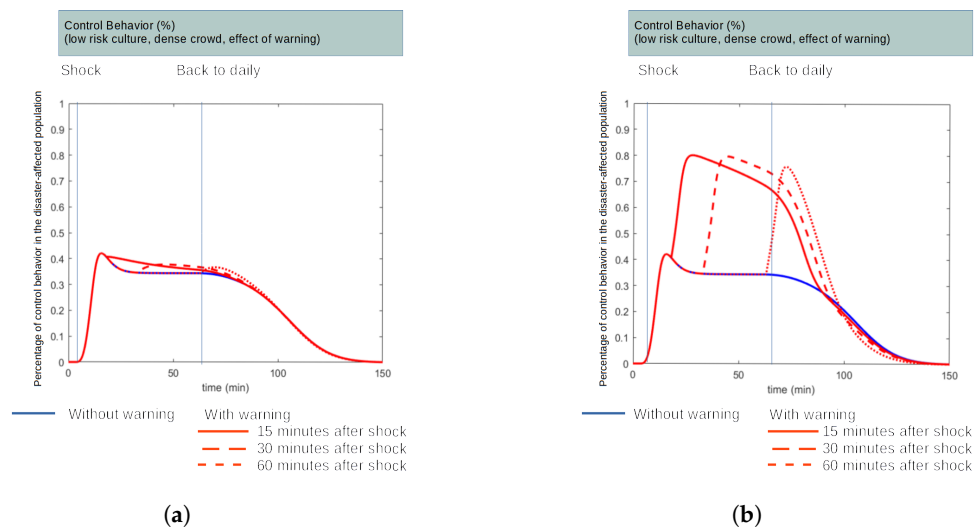 Control Behavior (%)
(low risk culture, dense crowd, effect of warning)
Shock Back to daily
Percentage of control behavior in the disaster-affected population
1
0.9
0.8
0.7
0.6
0.5
0.4
0.3
0.2
0.1
0
0 50 100 150
time (min)
Without warning With warning
15 minutes after shock
30 minutes after shock
60 minutes after shock
(a)
Control Behavior (%)
(low risk culture, dense crowd, effect of warning)
Shock Back to daily
Percentage of control behavior in the disaster-affected population
1
0.9
0.8
0.7
0.6
0.5
0.4
0.3
0.2
0.1
0
0 50 100 150
time (min)
Without warning With warning
15 minutes after shock
30 minutes after shock
60 minutes after shock
(b)